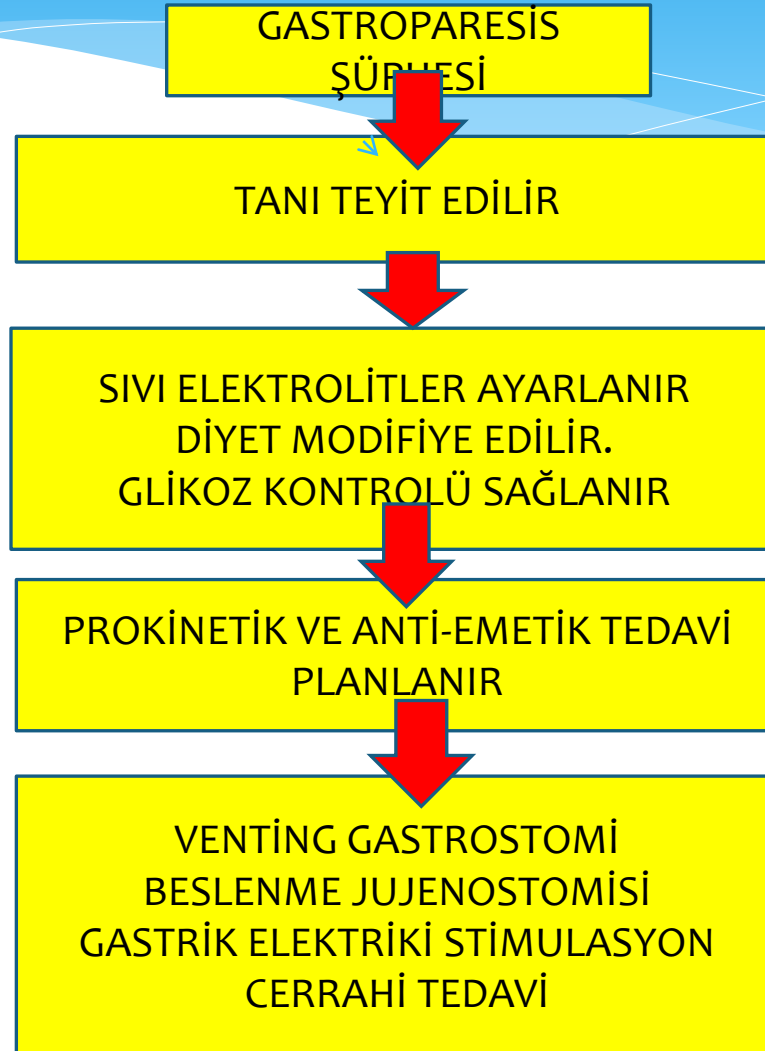 GASTROPARESIS
ŞÜPHESİ
TANI TEYİT EDİLİR
SIVI ELEKTROLİTLER AYARLANIR
DİYET MODİFİYE EDİLİR.
GLİKOZ KONTROLÜ SAĞLANIR
PROKİNETİK VE ANTİ-EMETİK TEDAVİ
PLANLANIR
VENTİNG GASTROSTOMİ
BESLENME JUJENOSTOMİSİ
GASTRİK ELEKTRİKİ STİMULASYON
CERRAHİ TEDAVİ